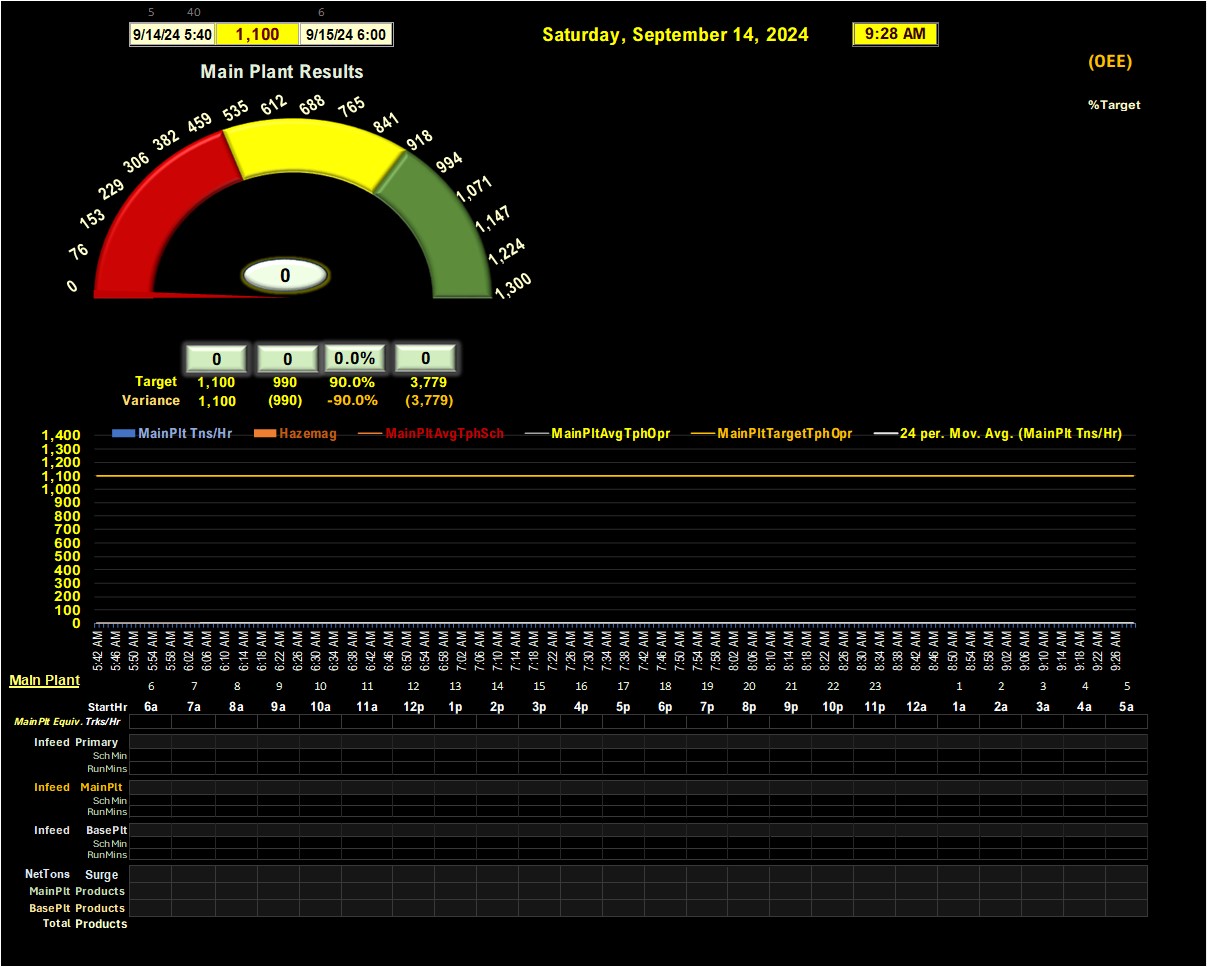 5 40 6
9/14/24 5:40 1,100 9/15/24 6:00 Saturday, September 14, 2024 9:28 AM
(OEE)
Main Plant Results
%Target
0 76 153 229 306 382 459 535 612 688 765 841 918 994 1,071 1,147 1,224 1,300
0
0 0 0.0% 0
Target 1,100 990 90.0% 3,779
Variance 1,100 (990) -90.0% (3,779)
MainPlt Tns/Hr Hazemag MainPltAvgTphSch MainPltAvgTphOpr MainPltTargetTphOpr 24 per. Mov. Avg. (MainPlt Tns/Hr)
1,400
1,300
1,200
1,100
1,000
900
800
700
600
500
400
300
200
100
0
5:42 AM 5:46 AM 5:50 AM 5:54 AM 5:58 AM 6:02 AM 6:06 AM 6:10 AM 6:14 AM 6:18 AM 6:22 AM 6:26 AM 6:30 AM 6:34 AM 6:38 AM 6:42 AM 6:46 AM 6:50 AM 6:54 AM 6:58 AM 7:02 AM 7:06 AM 7:10 AM 7:14 AM 7:18 AM 7:22 AM 7:26 AM 7:30 AM 7:34 AM 7:38 AM 7:42 AM 7:46 AM 7:50 AM 7:54 AM 7:58 AM 8:02 AM 8:06 AM 8:10 AM 8:14 AM 8:18 AM 8:22 AM 8:26 AM 8:30 AM 8:34 AM 8:38 AM 8:42 AM 8:46 AM 8:50 AM 8:54 AM 8:58 AM 9:02 AM 9:06 AM 9:10 AM 9:14 AM 9:18 AM 9:22 AM 9:26 AM
Main Plant
6 7 8 9 10 11 12 13 14 15 16 17 18 19 20 21 22 23 1 2 3 4 5
StartHr 6a 7a 8a 9a 10a 11a 12p 1p 2p 3p 4p 5p 6p 7p 8p 9p 10p 11p 12a 1a 2a 3a 4a 5a
MainPlt Equiv. Trks/Hr
Infeed Primary
Sch Min
RunMins
Infeed MainPlt
Sch Min
RunMins
Infeed BasePlt
Sch Min
RunMins
NetTons Surge
MainPlt Products
BasePlt Products
Total Products